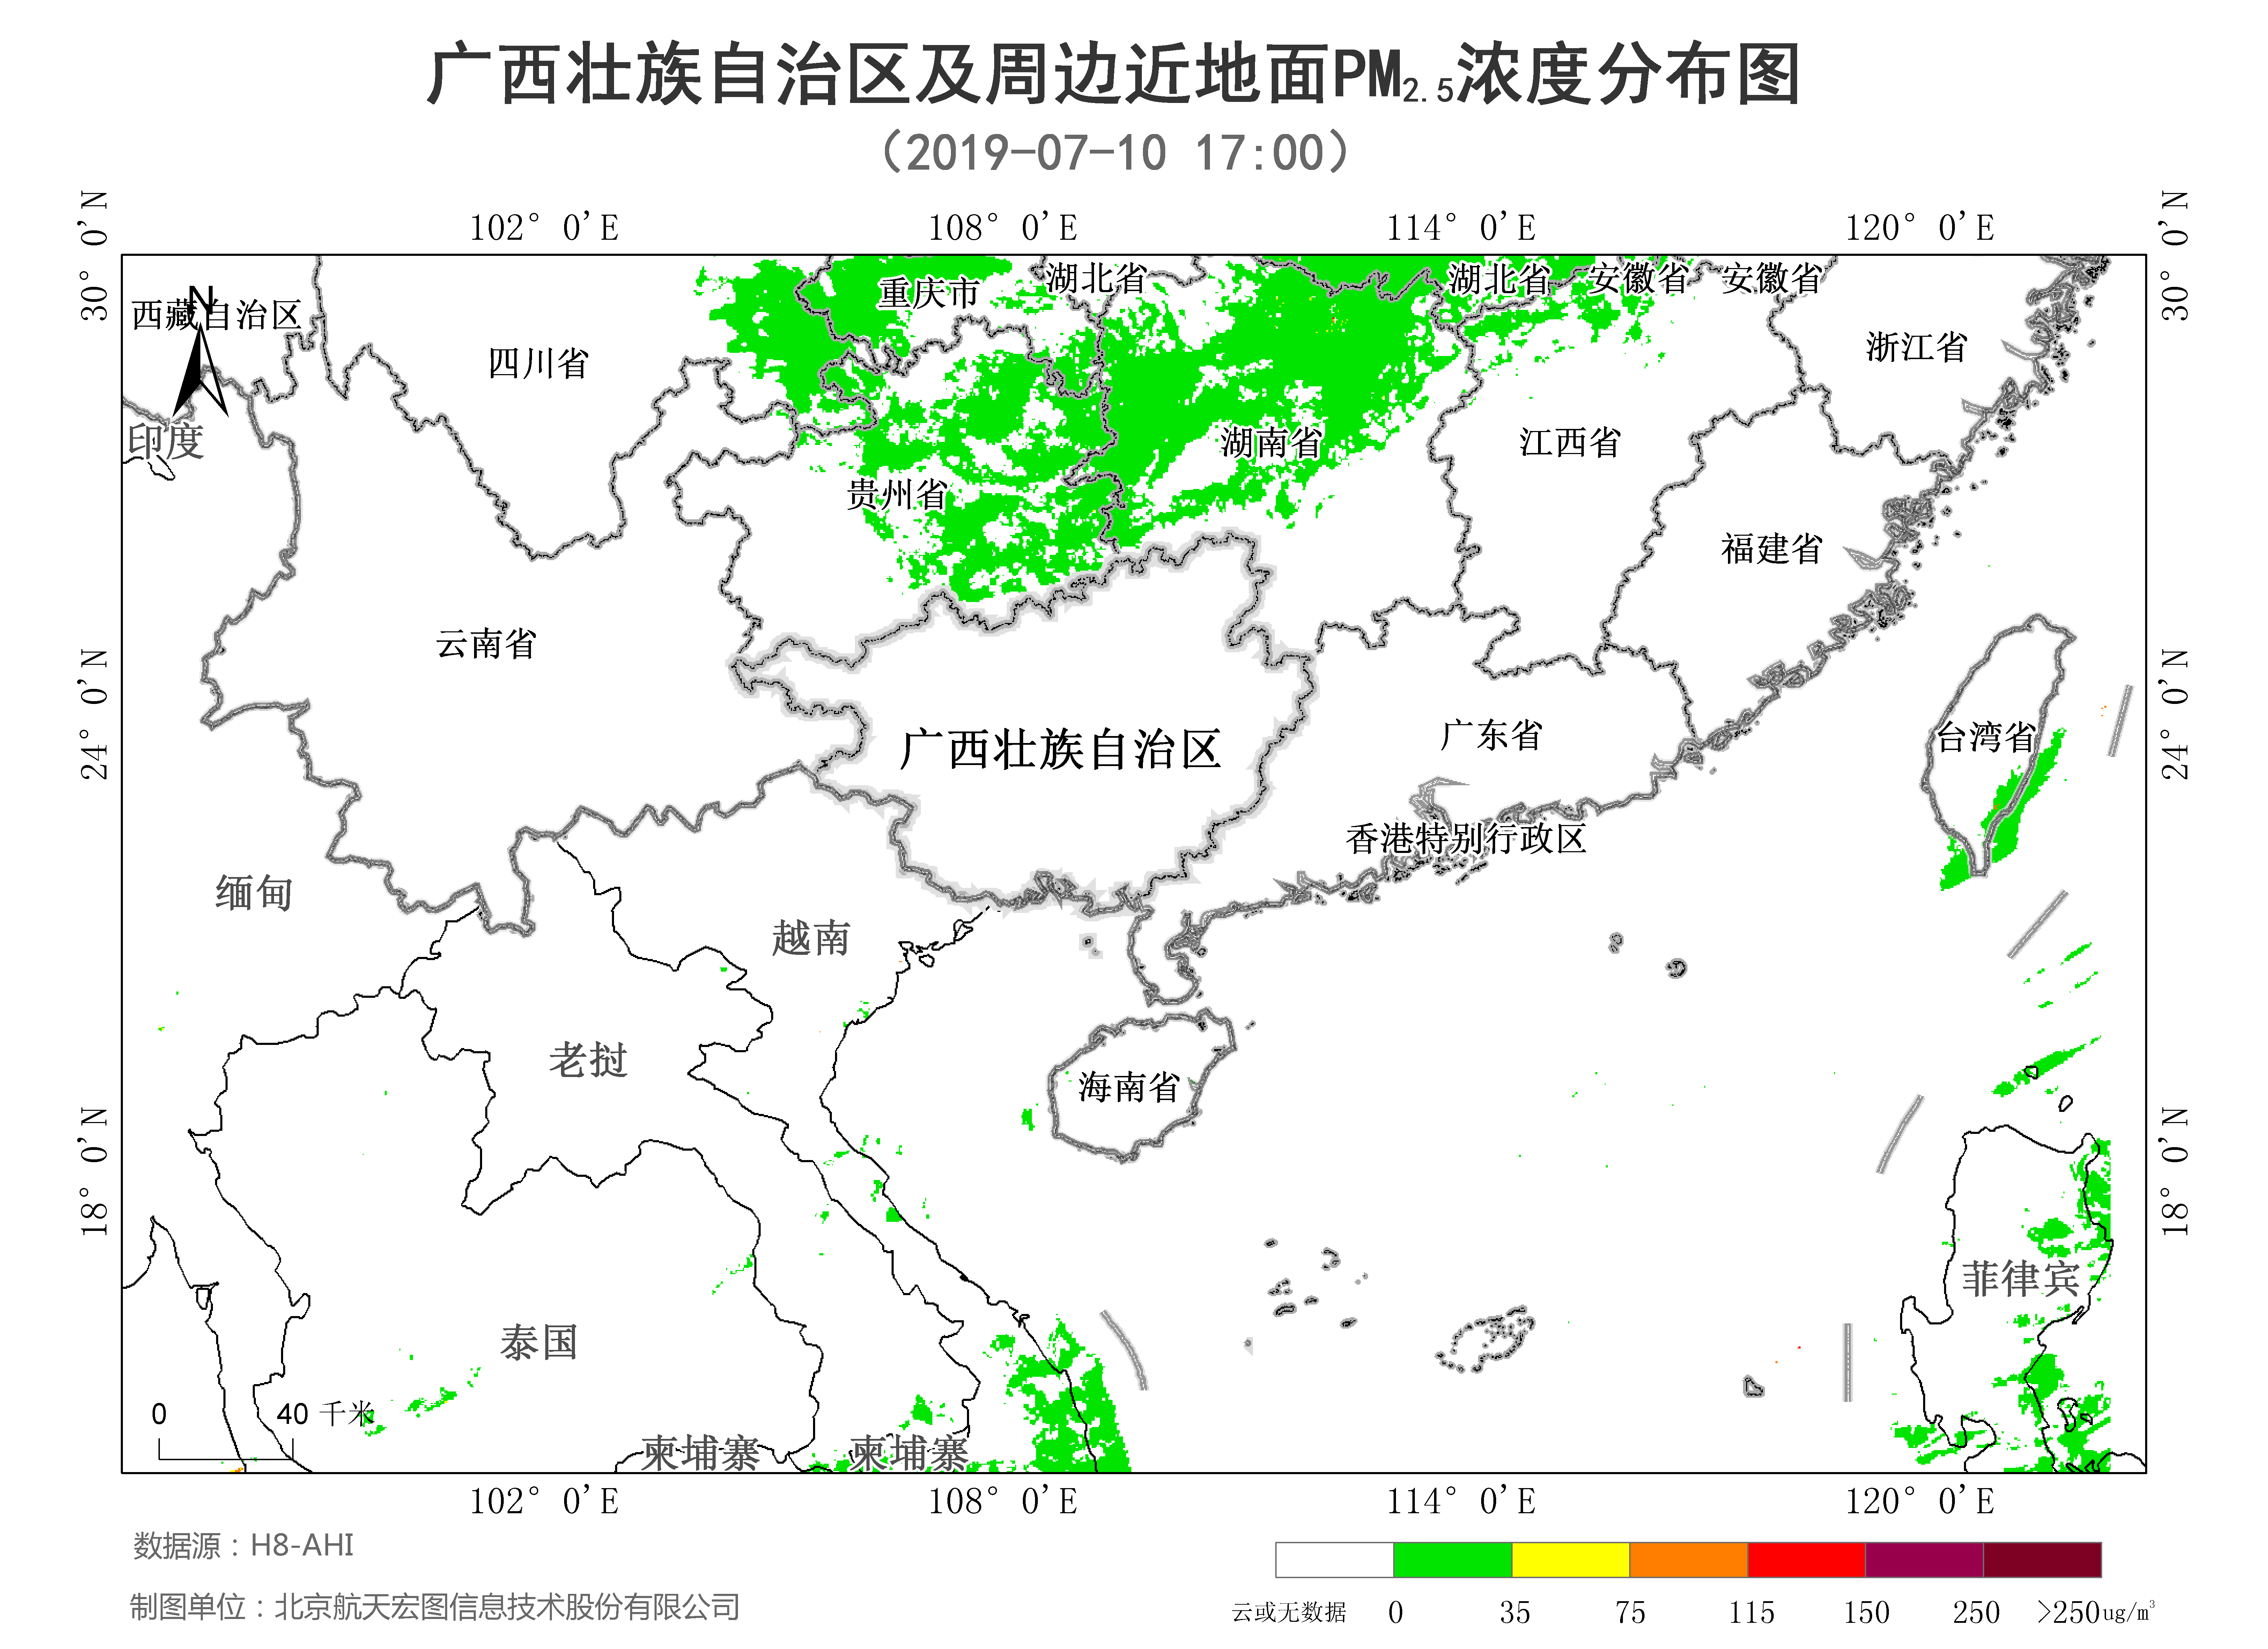 广西壮族自治区及周边近地面PM2.5浓度分布图
(2019-07-10 17:00)
102° 0'E 108° 0'E 114° 0'E 120° 0'E
30° 0'N
30° 0'N
N
西藏自治区
四川省
重庆市
湖北省
湖北省
安徽省
安徽省
浙江省
印度
贵州省
湖南省
江西省
福建省
云南省
24° 0'N
24° 0'N
广西壮族自治区
广东省
台湾省
香港特别行政区
缅甸
越南
老挝
海南省
18° 0'N
18° 0'N
菲律宾
泰国
0 40 千米
柬埔寨
柬埔寨
102° 0'E 108° 0'E 114° 0'E 120° 0'E
数据源：H8-AHI
制图单位：北京航天宏图信息技术股份有限公司
云或无数据 0 35 75 115 150 250 >250 ug/m³